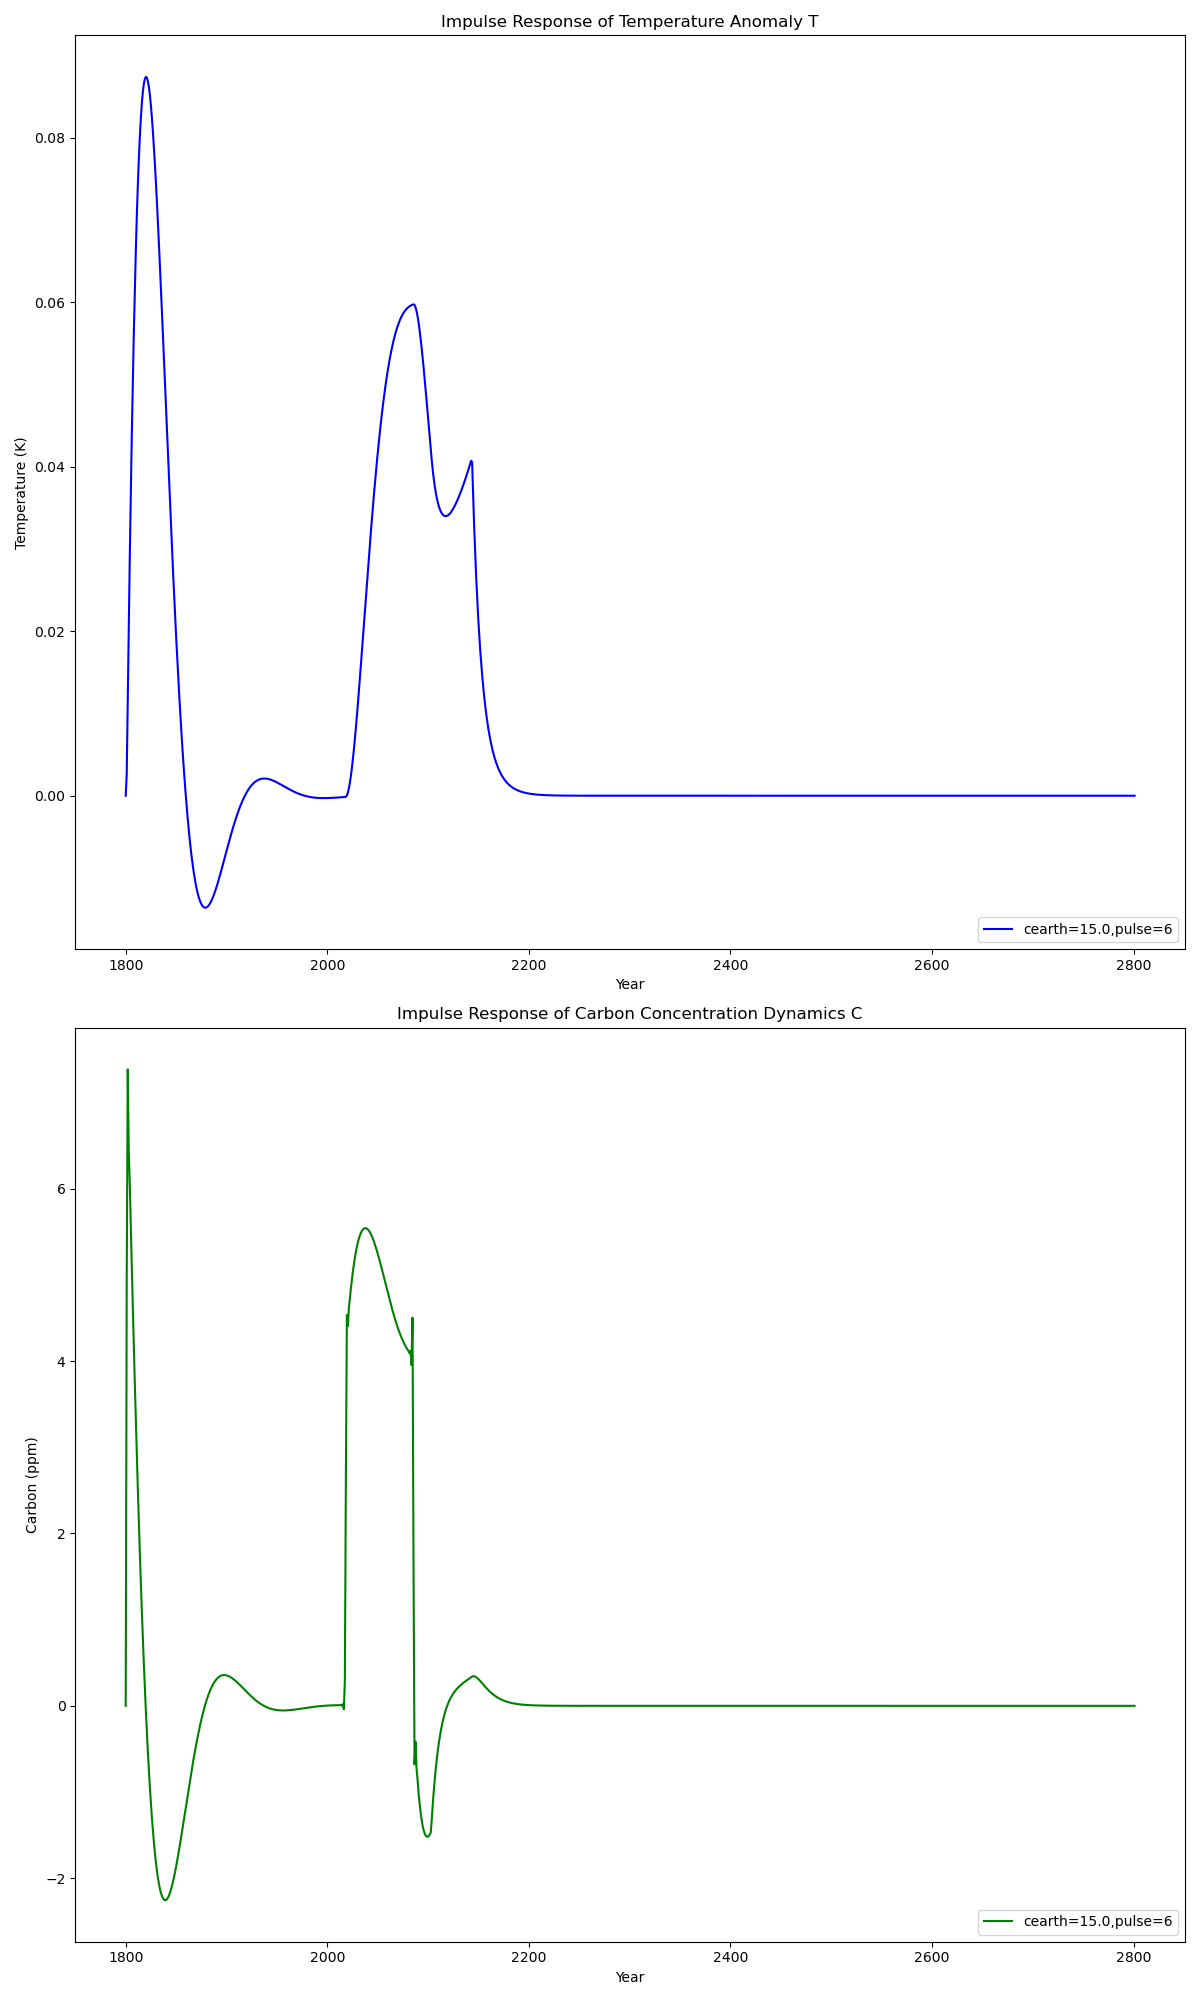 Impulse Response of Temperature Anomaly T
Temperature (K)
0.08
0.06
0.04
0.02
0.00
1800 2000 2200 2400 2600 2800
Year
cearth=15.0,pulse=6
Impulse Response of Carbon Concentration Dynamics C
Carbon (ppm)
6
4
2
0
−2
1800 2000 2200 2400 2600 2800
Year
cearth=15.0,pulse=6